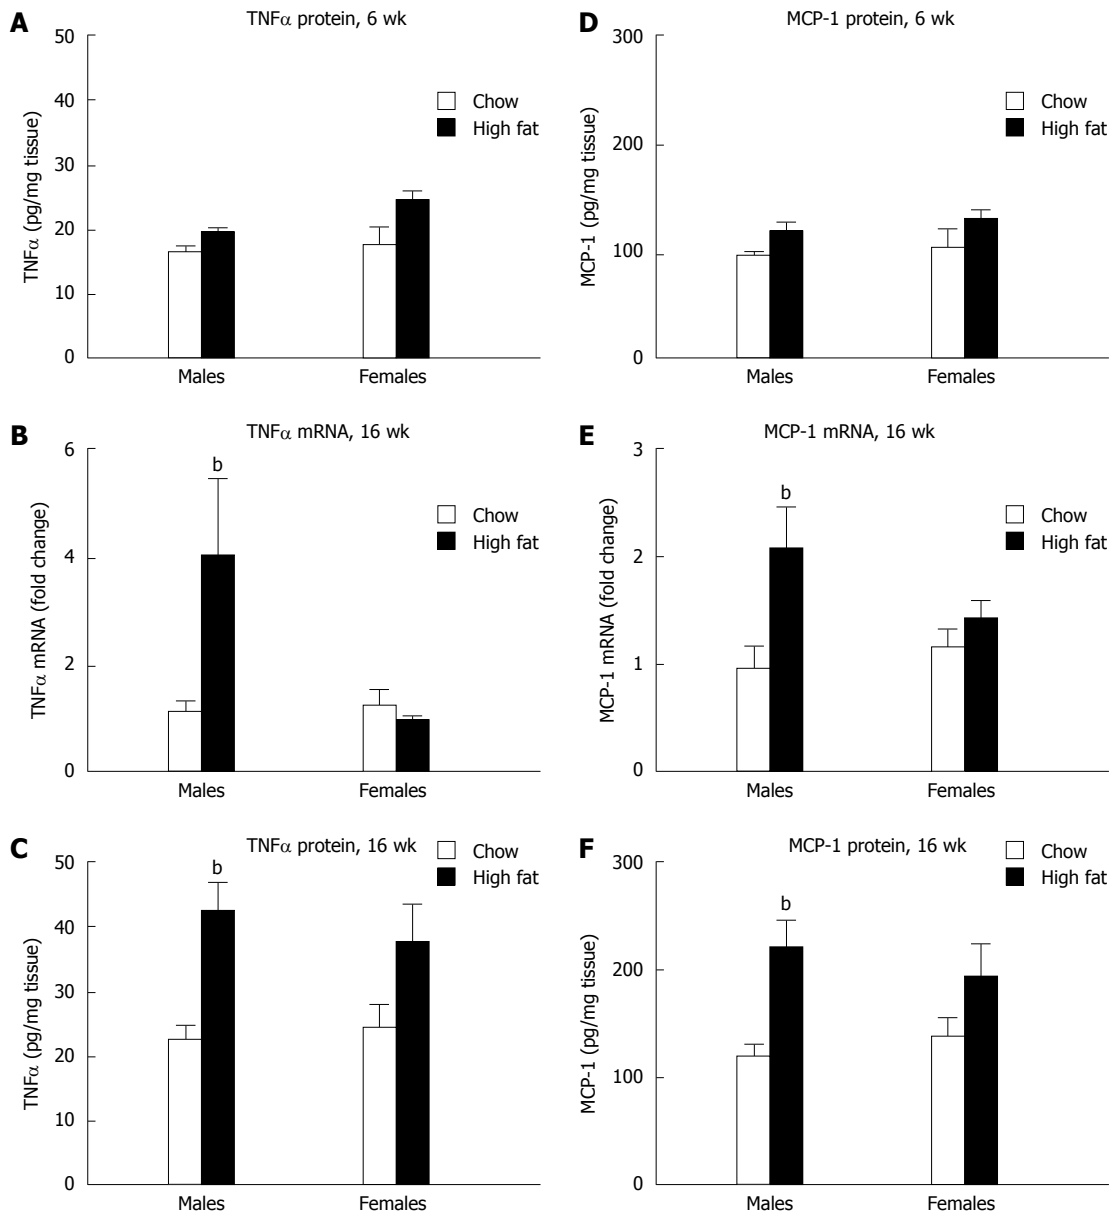 A
TNFα protein, 6 wk
50
40
30
20
10
0
TNFα (pg/mg tissue)
Chow
High fat
Males
Females
D
MCP-1 protein, 6 wk
300
200
100
0
MCP-1 (pg/mg tissue)
Chow
High fat
Males
Females
B
TNFα mRNA, 16 wk
6
4
2
0
TNFα mRNA (fold change)
b
Chow
High fat
Males
Females
E
MCP-1 mRNA, 16 wk
3
2
1
0
MCP-1 mRNA (fold change)
b
Chow
High fat
Males
Females
C
TNFα protein, 16 wk
50
40
30
20
10
0
TNFα (pg/mg tissue)
b
Chow
High fat
Males
Females
F
MCP-1 protein, 16 wk
300
200
100
0
MCP-1 (pg/mg tissue)
b
Chow
High fat
Males
Females